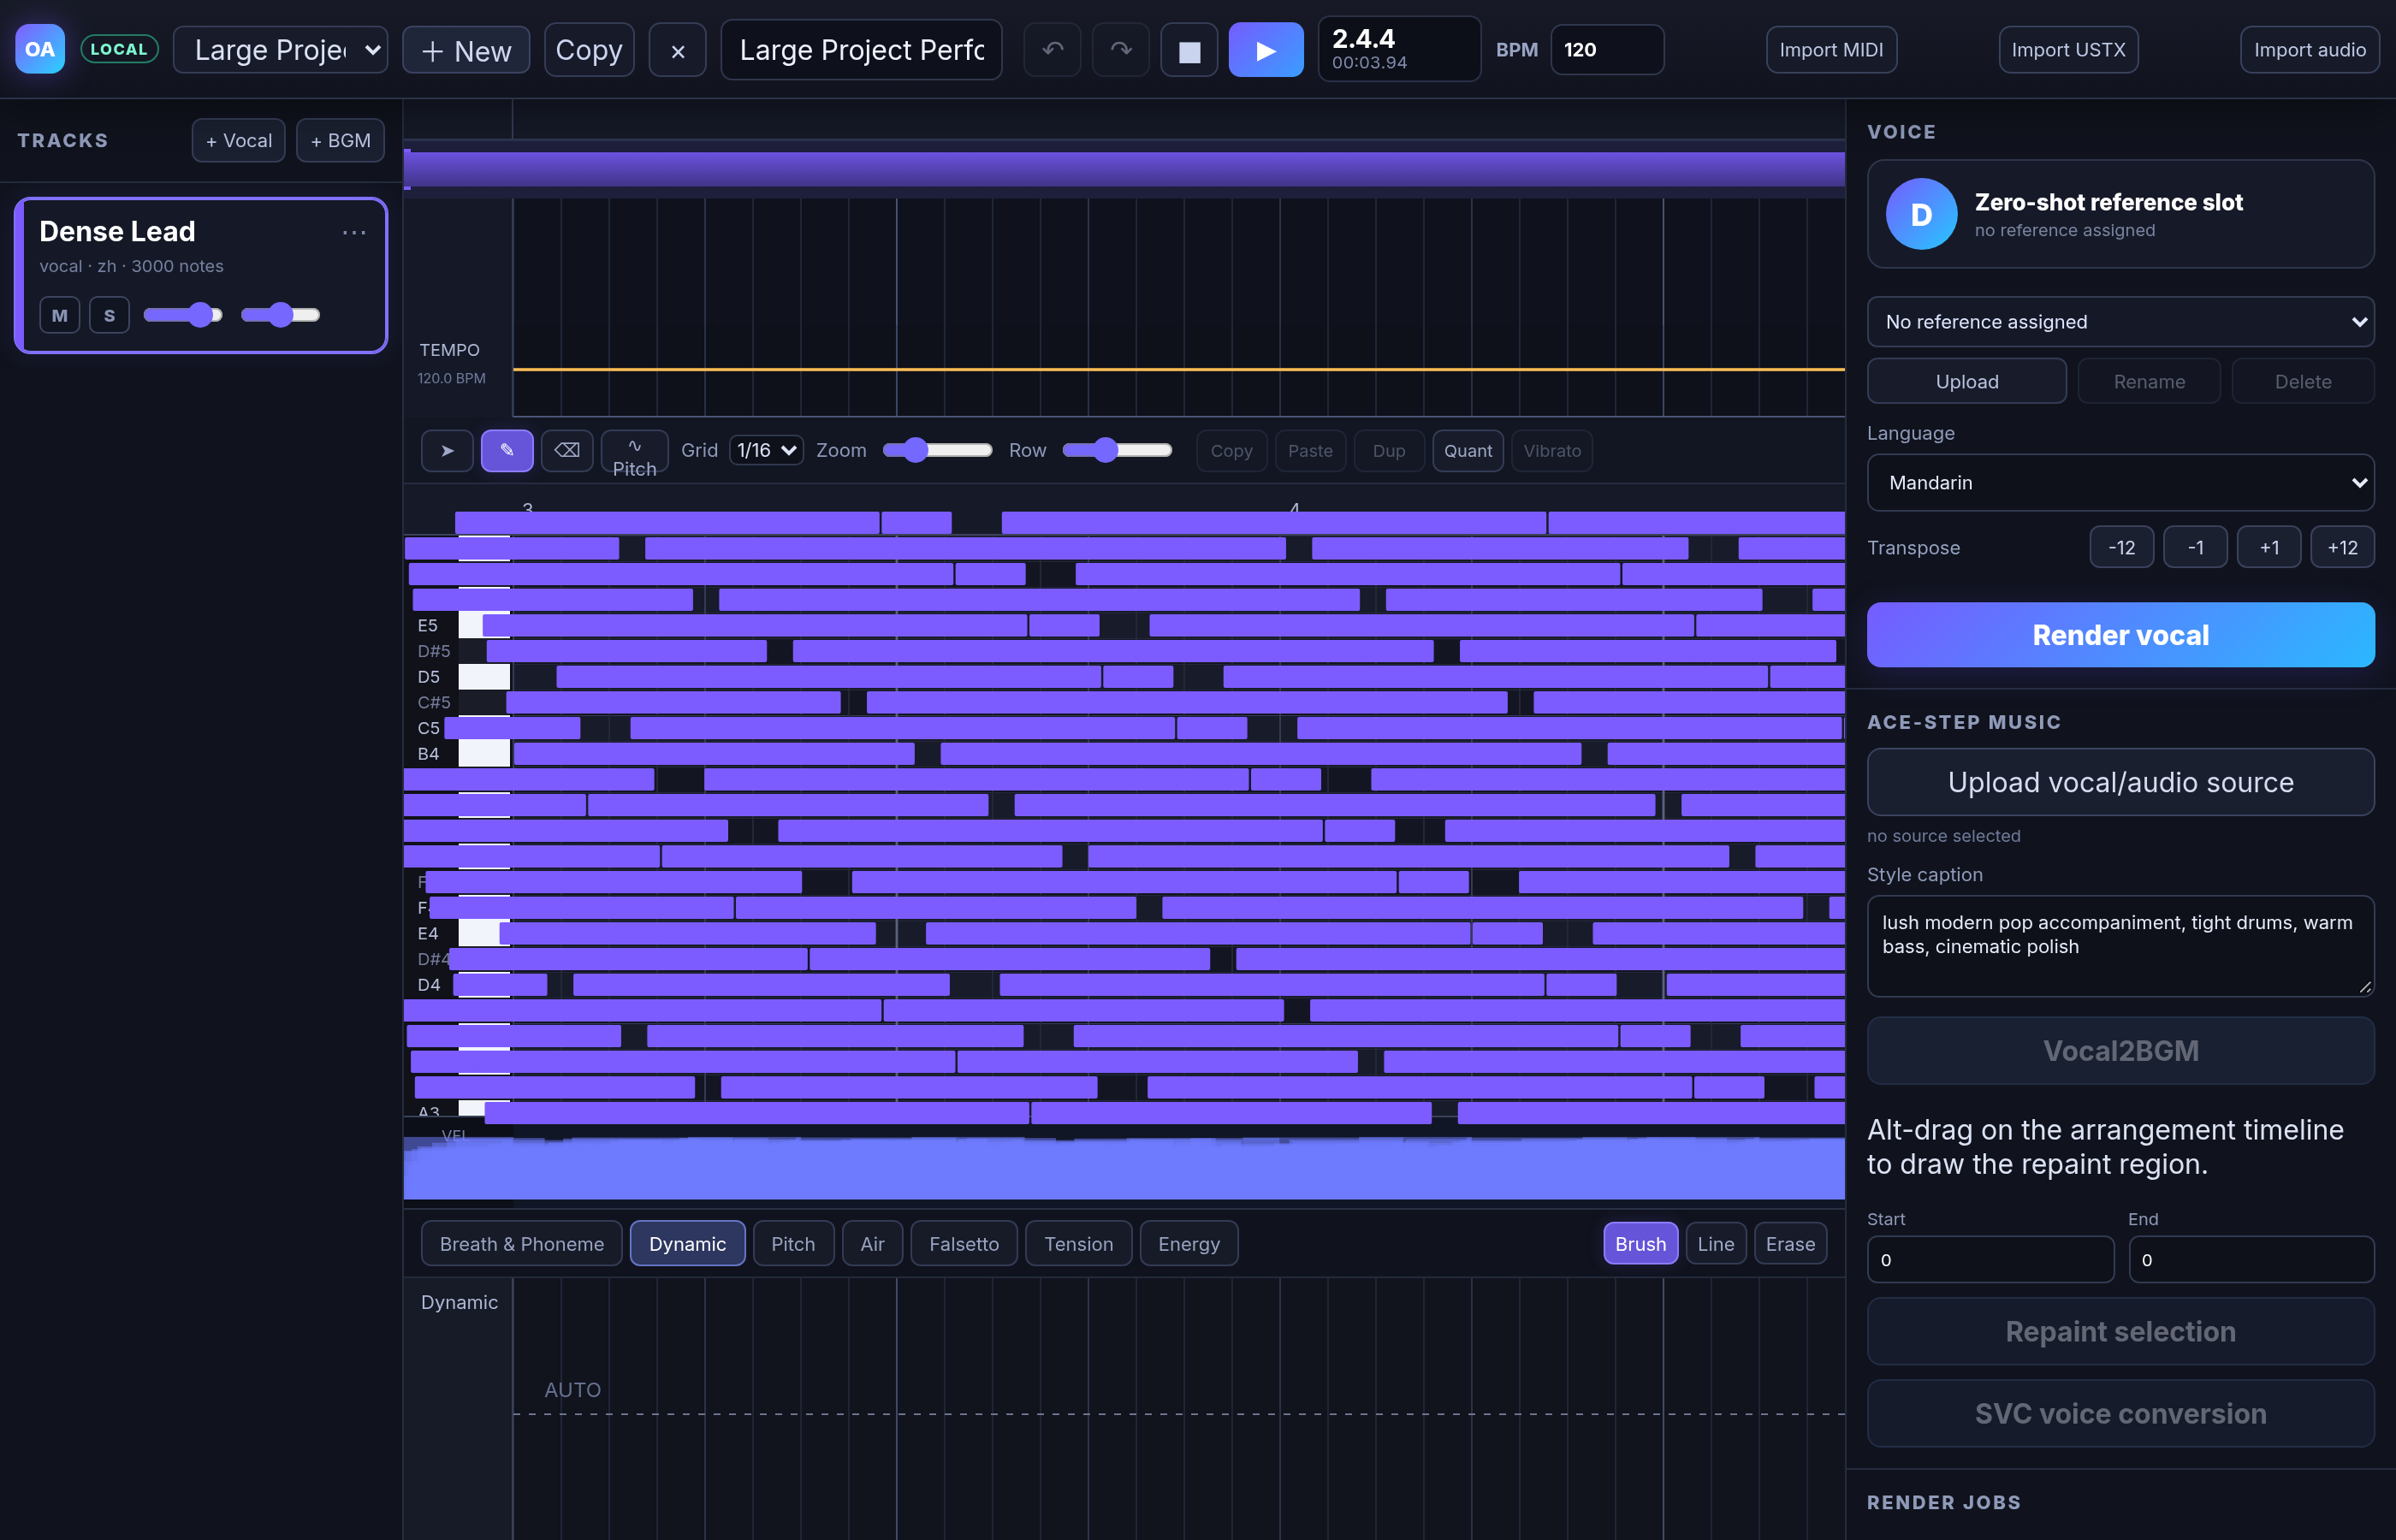 OA LOCAL Large Projec + New Copy × Large Project Perfo 2.4.4 BPM 120 Import MIDI Import USTX Import audio
00:03.94
TRACKS + Vocal + BGM
Dense Lead
vocal · zh · 3000 notes
M S
TEMPO
120.0 BPM
Pitch Grid 1/16 Zoom Row Copy Paste Dup Quant Vibrato
3 4
E5
D#5
D5
C#5
C5
B4
E4
D#4
D4
A3
VEL
Breath & Phoneme Dynamic Pitch Air Falsetto Tension Energy Brush Line Erase
Dynamic
AUTO
VOICE
D Zero-shot reference slot
no reference assigned
No reference assigned
Upload Rename Delete
Language
Mandarin
Transpose -12 -1 +1 +12
Render vocal
ACE-STEP MUSIC
Upload vocal/audio source
no source selected
Style caption
lush modern pop accompaniment, tight drums, warm
bass, cinematic polish
Vocal2BGM
Alt-drag on the arrangement timeline
to draw the repaint region.
Start End
0 0
Repaint selection
SVC voice conversion
RENDER JOBS